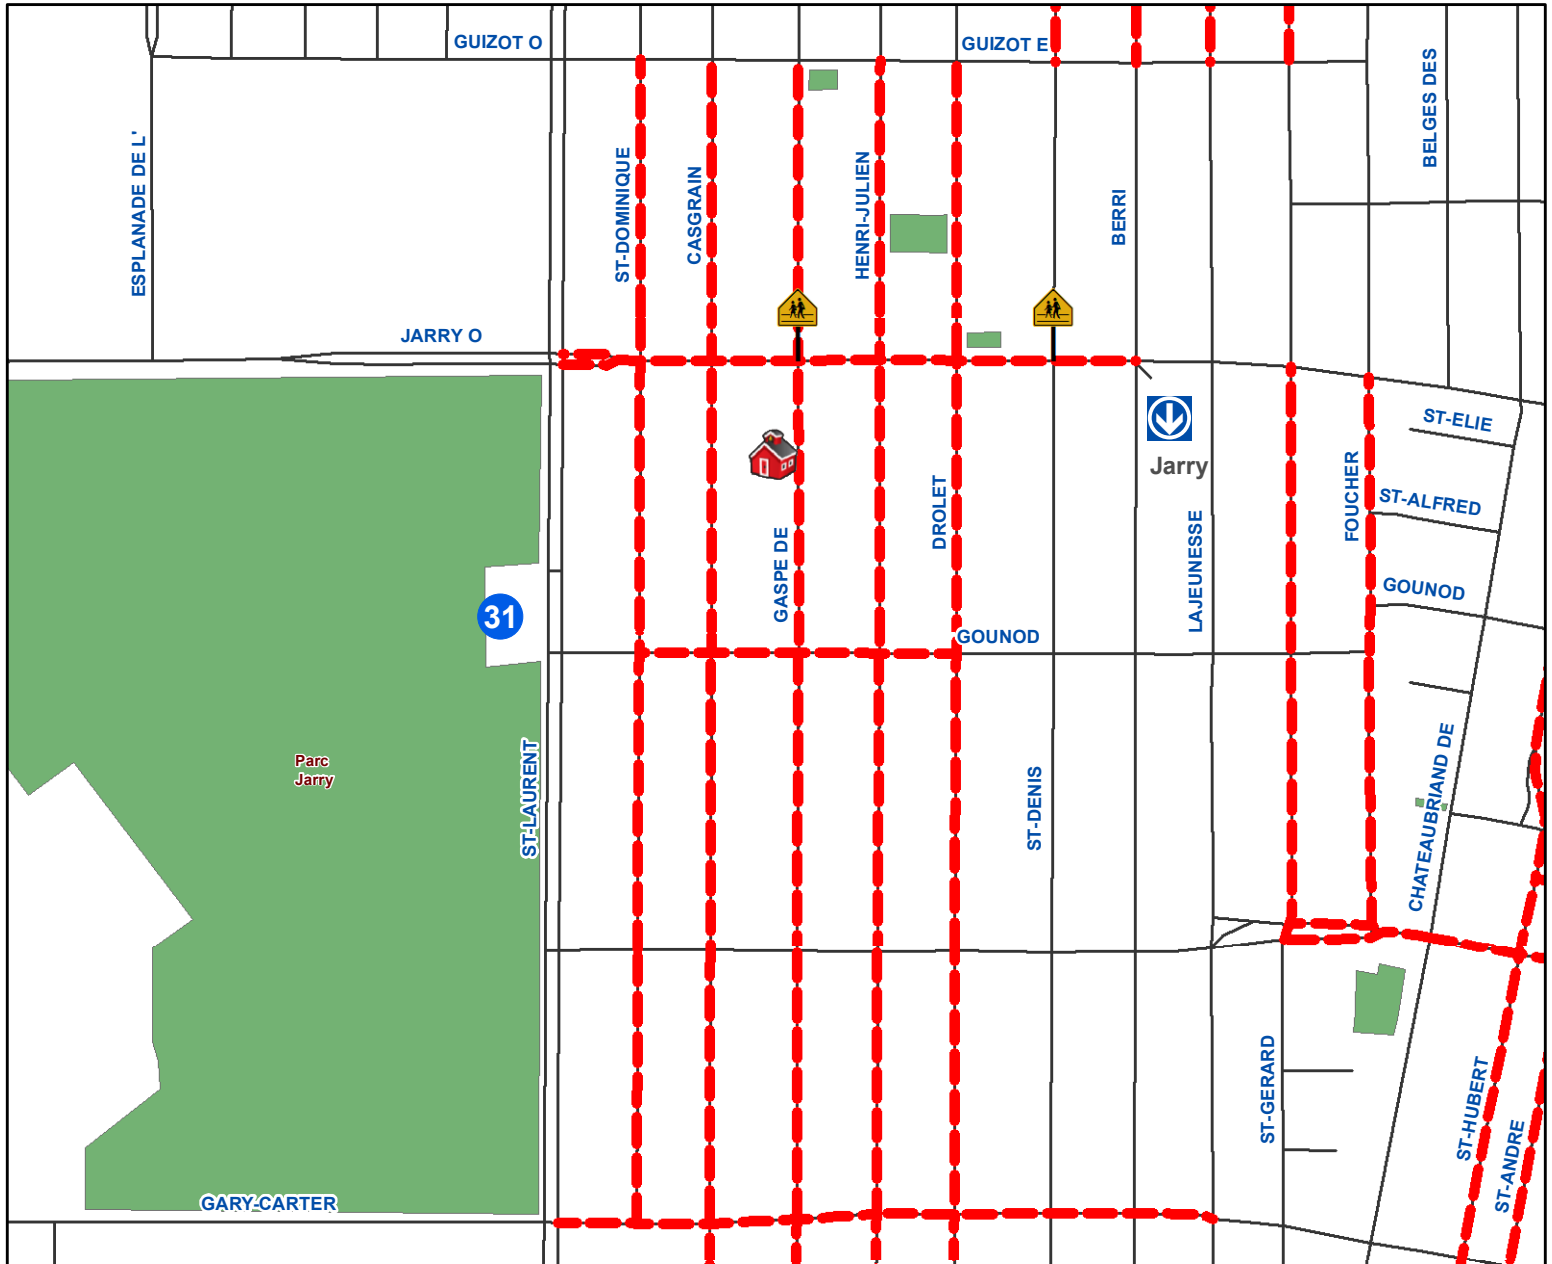 GUIZOT O
GUIZOT E
BELGES DES
ESPLANADE DE L'
ST-DOMINIQUE
CASGRAIN
HENRI-JULIEN
BERRI
JARRY O
ST-ELIE
Jarry
FOUCHER
ST-ALFRED
DROLET
LAJEUNESSE
GASPE DE
GOUNOD
31
GOUNOD
Parc
Jarry
ST-LAURENT
ST-DENIS
CHATEAUBRIAND DE
ST-GERARD
ST-HUBERT
ST-ANDRE
GARY-CARTER